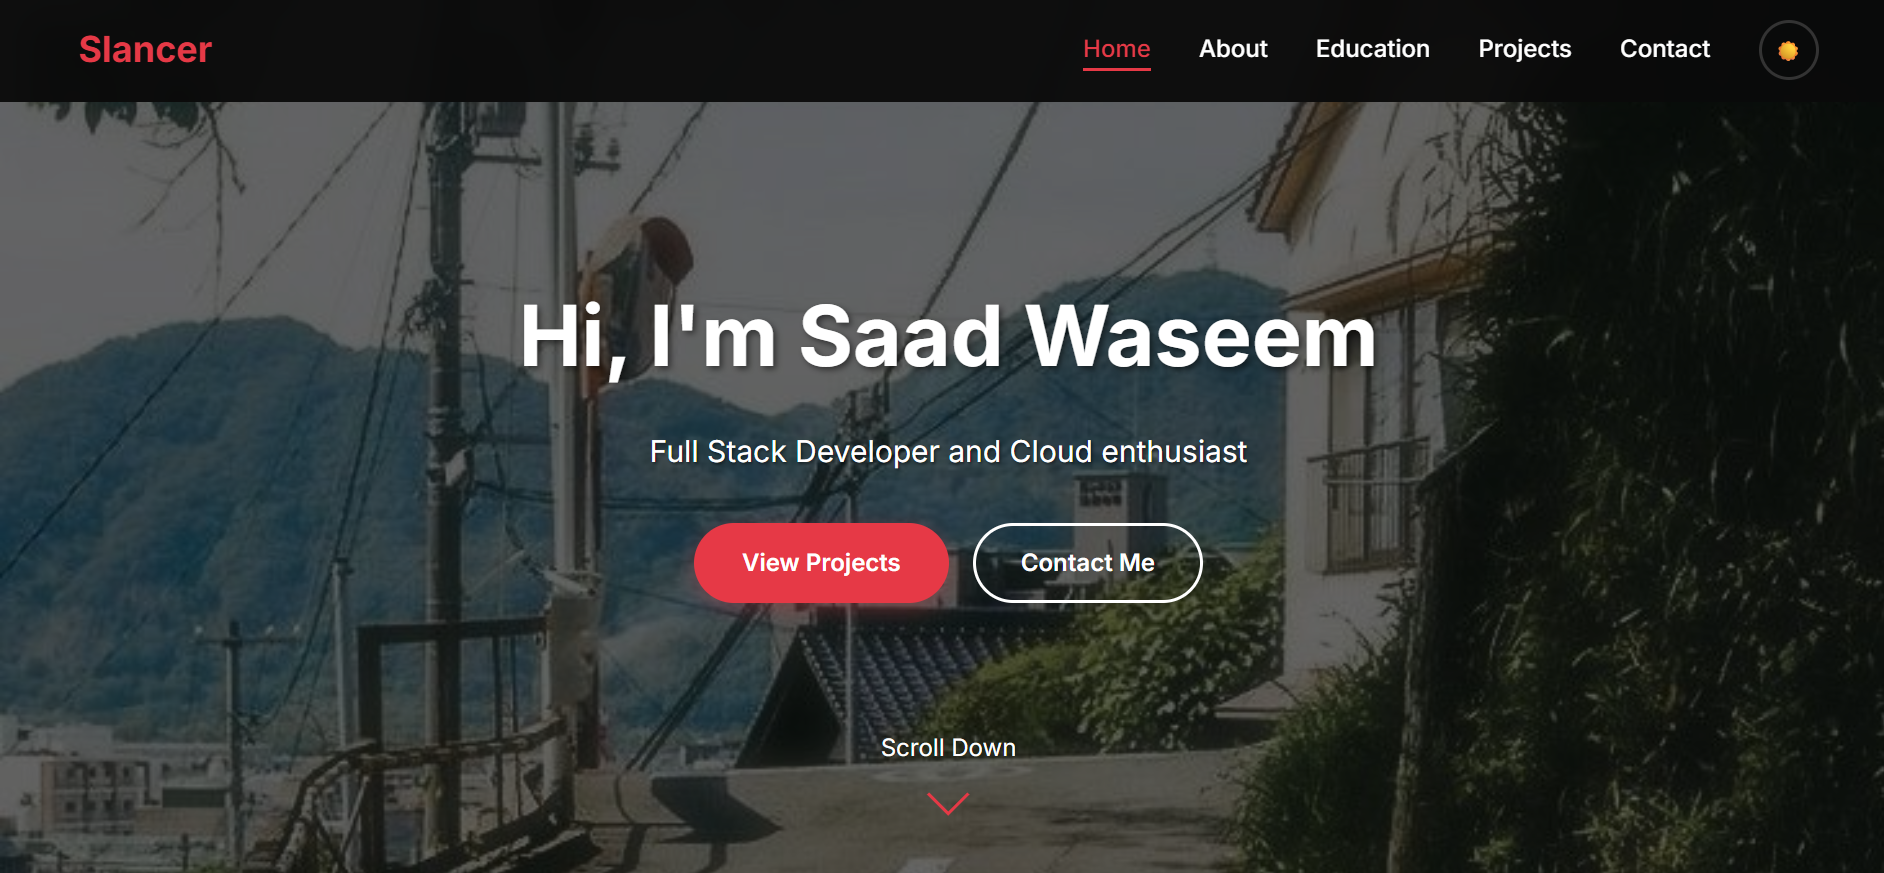 Slancer
Home About Education Projects Contact
Hi, I'm Saad Waseem
Full Stack Developer and Cloud enthusiast
View Projects Contact Me
Scroll Down